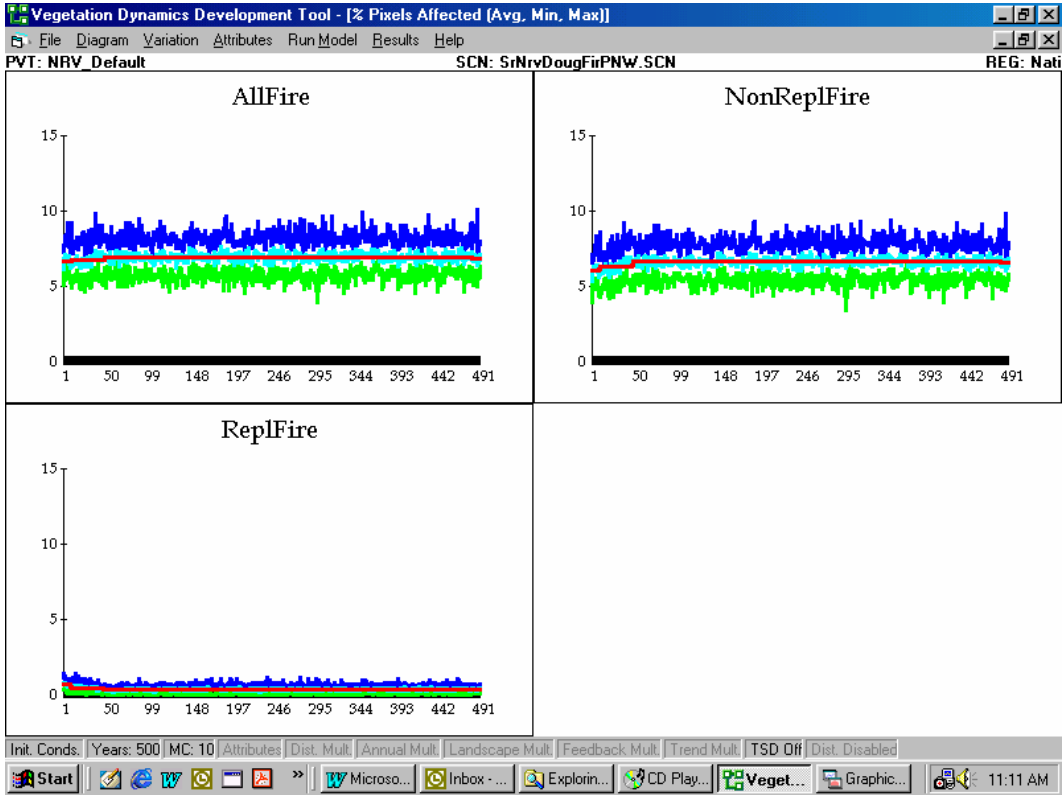 Vegetation Dynamics Development Tool - [% Pixels Affected (Avg, Min, Max)]
File Diagram Variation Attributes Run Model Results Help
PVT: NRV_Default SCN: SrNrvDougFirPNW.SCN REG: Nati
AllFire
15
10
5
0
1 50 99 148 197 246 295 344 393 442 491
NonReplFire
15
10
5
0
1 50 99 148 197 246 295 344 393 442 491
ReplFire
15
10
5
0
1 50 99 148 197 246 295 344 393 442 491
Init. Conds. Years: 500 MC: 10 Attributes Dist. Mult. Annual Mult. Landscape Mult. Feedback Mult. Trend Mult. TSD Off Dist. Disabled
Start » Microso... Inbox - ... Explorin... CD Play... Veget... Graphic... 11:11 AM